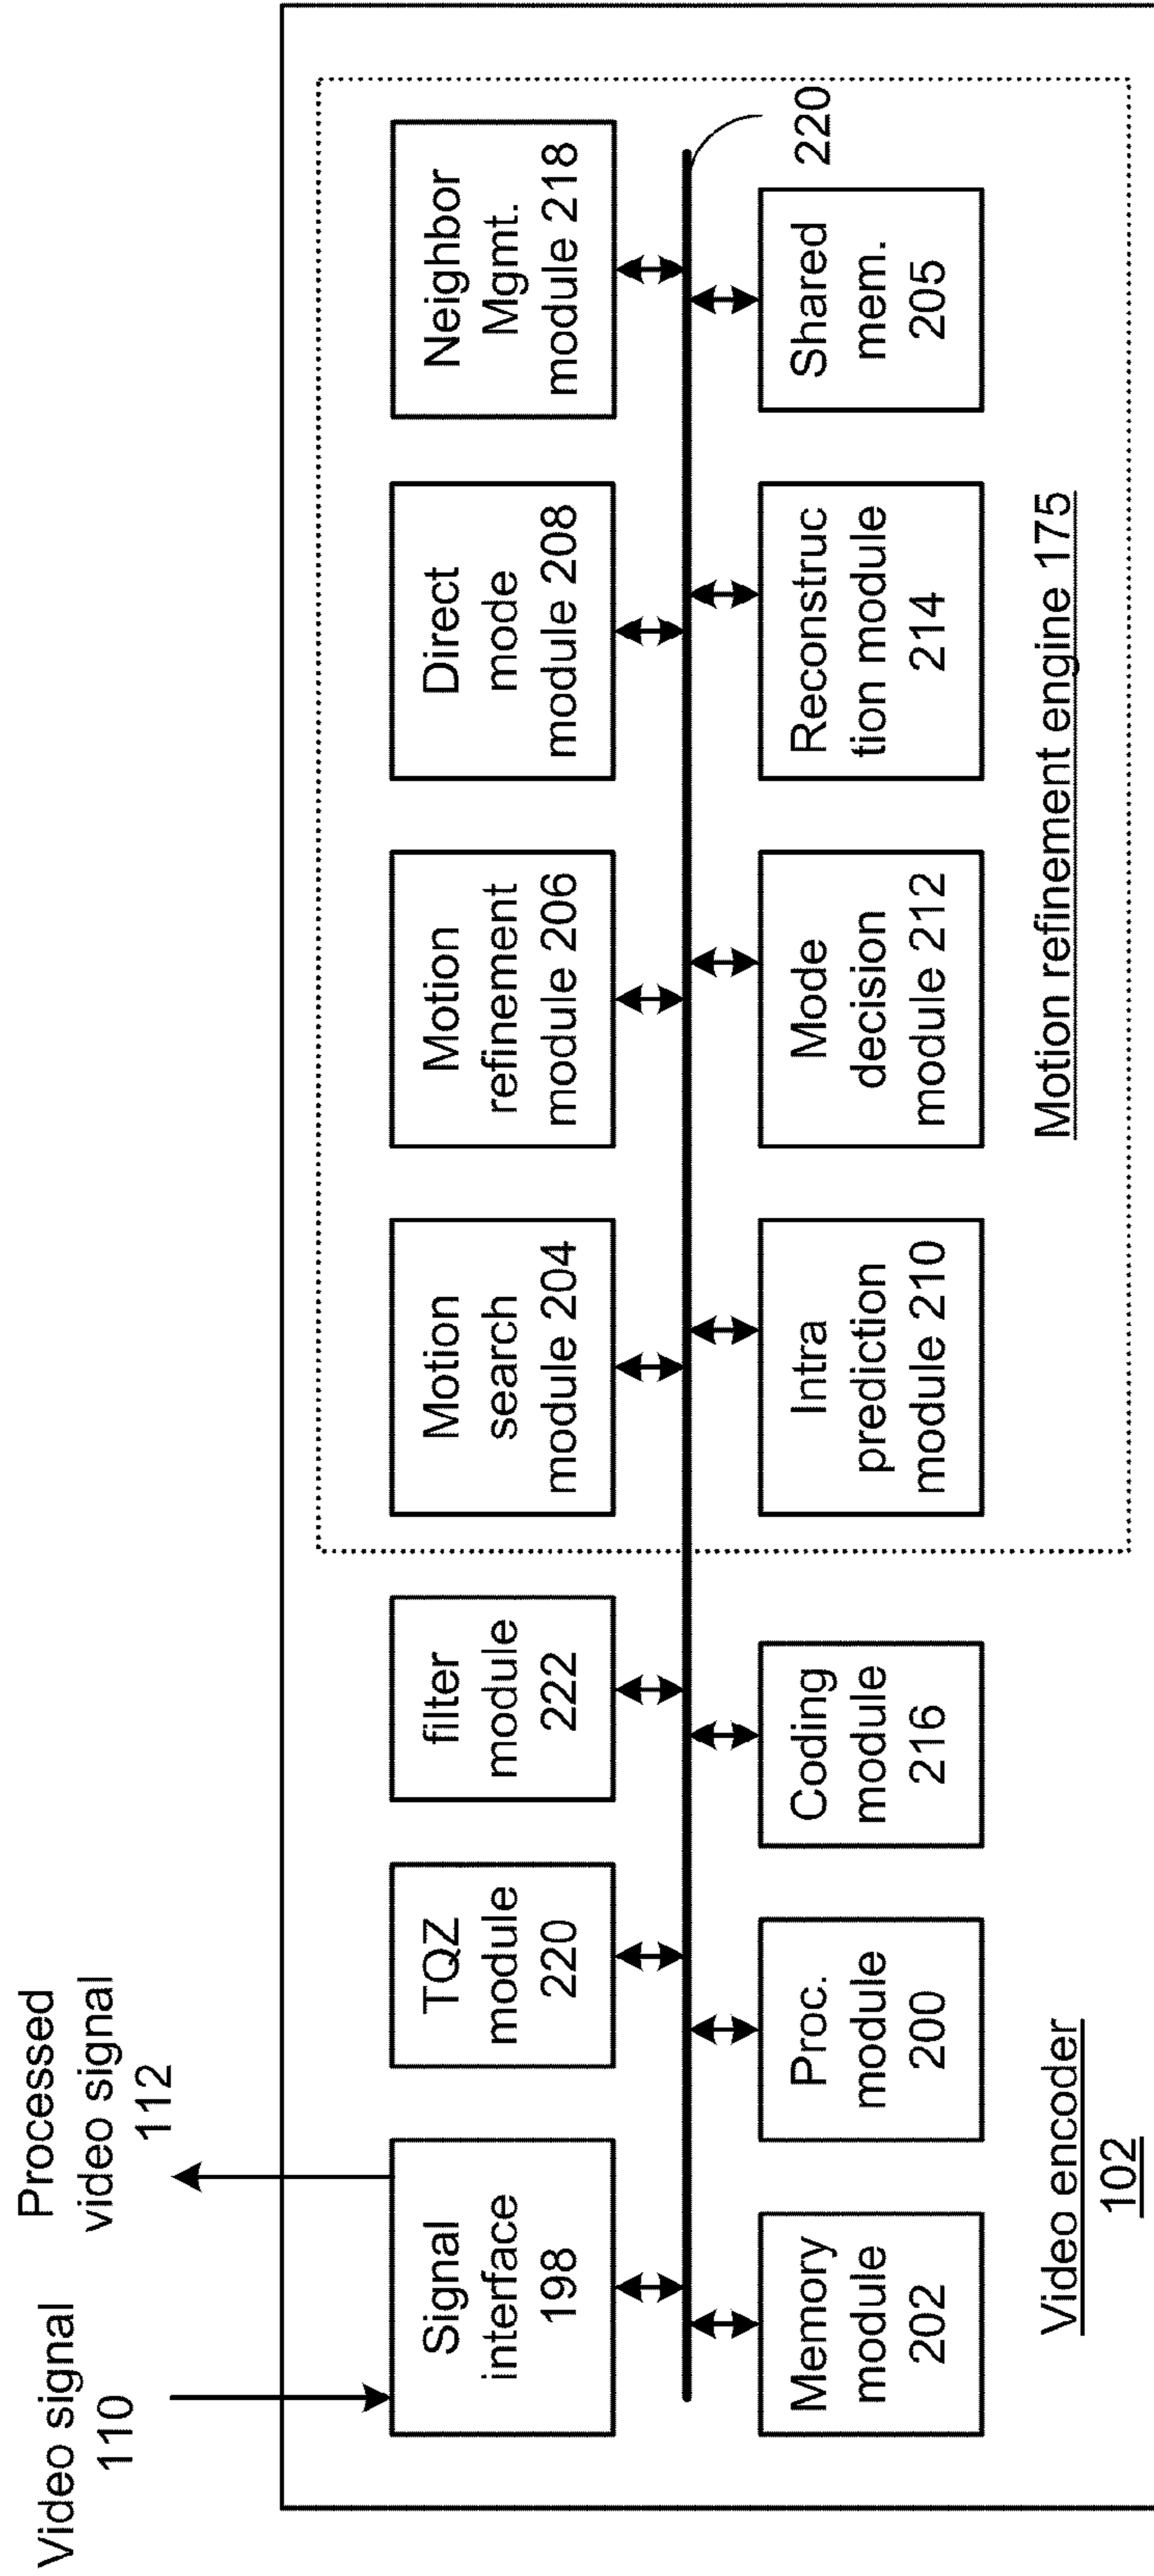 Video signal
110
Processed
video signal
112
Signal
interface
198
TQZ
module
220
filter
module
222
Motion
search
module 204
Motion
refinement
module 206
Direct
mode
module 208
Neighbor
Mgmt.
module 218
220
Memory
module
202
Proc.
module
200
Coding
module
216
Intra
prediction
module 210
Mode
decision
module 212
Reconstruc
tion module
214
Shared
mem.
205
Motion refinement engine 175
Video encoder
102